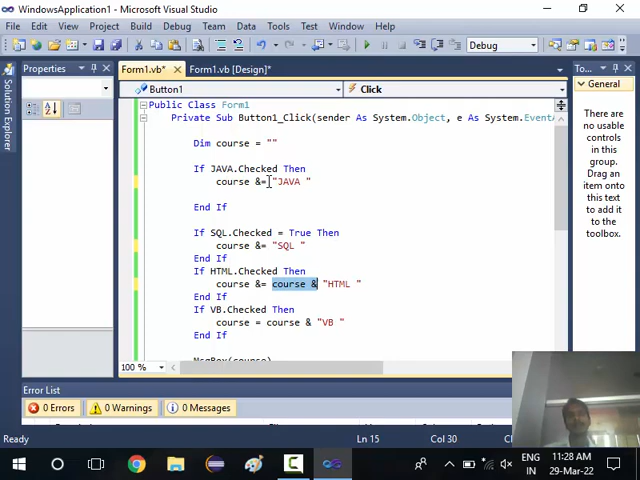 WindowsApplication1 - Microsoft Visual Studio
File Edit View Project Build Debug Team Data Tools Test Window
Help
Debug
Properties
Form1.vb*
Form1.vb [Design]*
To...
Solution Explorer
Button1
Click
General
Public Class Form1
Private Sub Button1_Click(sender As System.Object, e As System.EventA
Dim course = ""
If JAVA.Checked Then
course &= "JAVA "
End If
If SQL.Checked = True Then
course &= "SQL "
End If
If HTML.Checked Then
course &= course & "HTML "
End If
If VB.Checked Then
course = course & "VB "
End If
MsgBox(course)
There are
no usable
controls in
this group.
Drag an
item onto
this text to
add it to
the
100 %
Error List
0 Errors
0 Warnings
0 Messages
Ready
Ln 15
Col 30
ENG
IN
11:28 AM
29-Mar-22